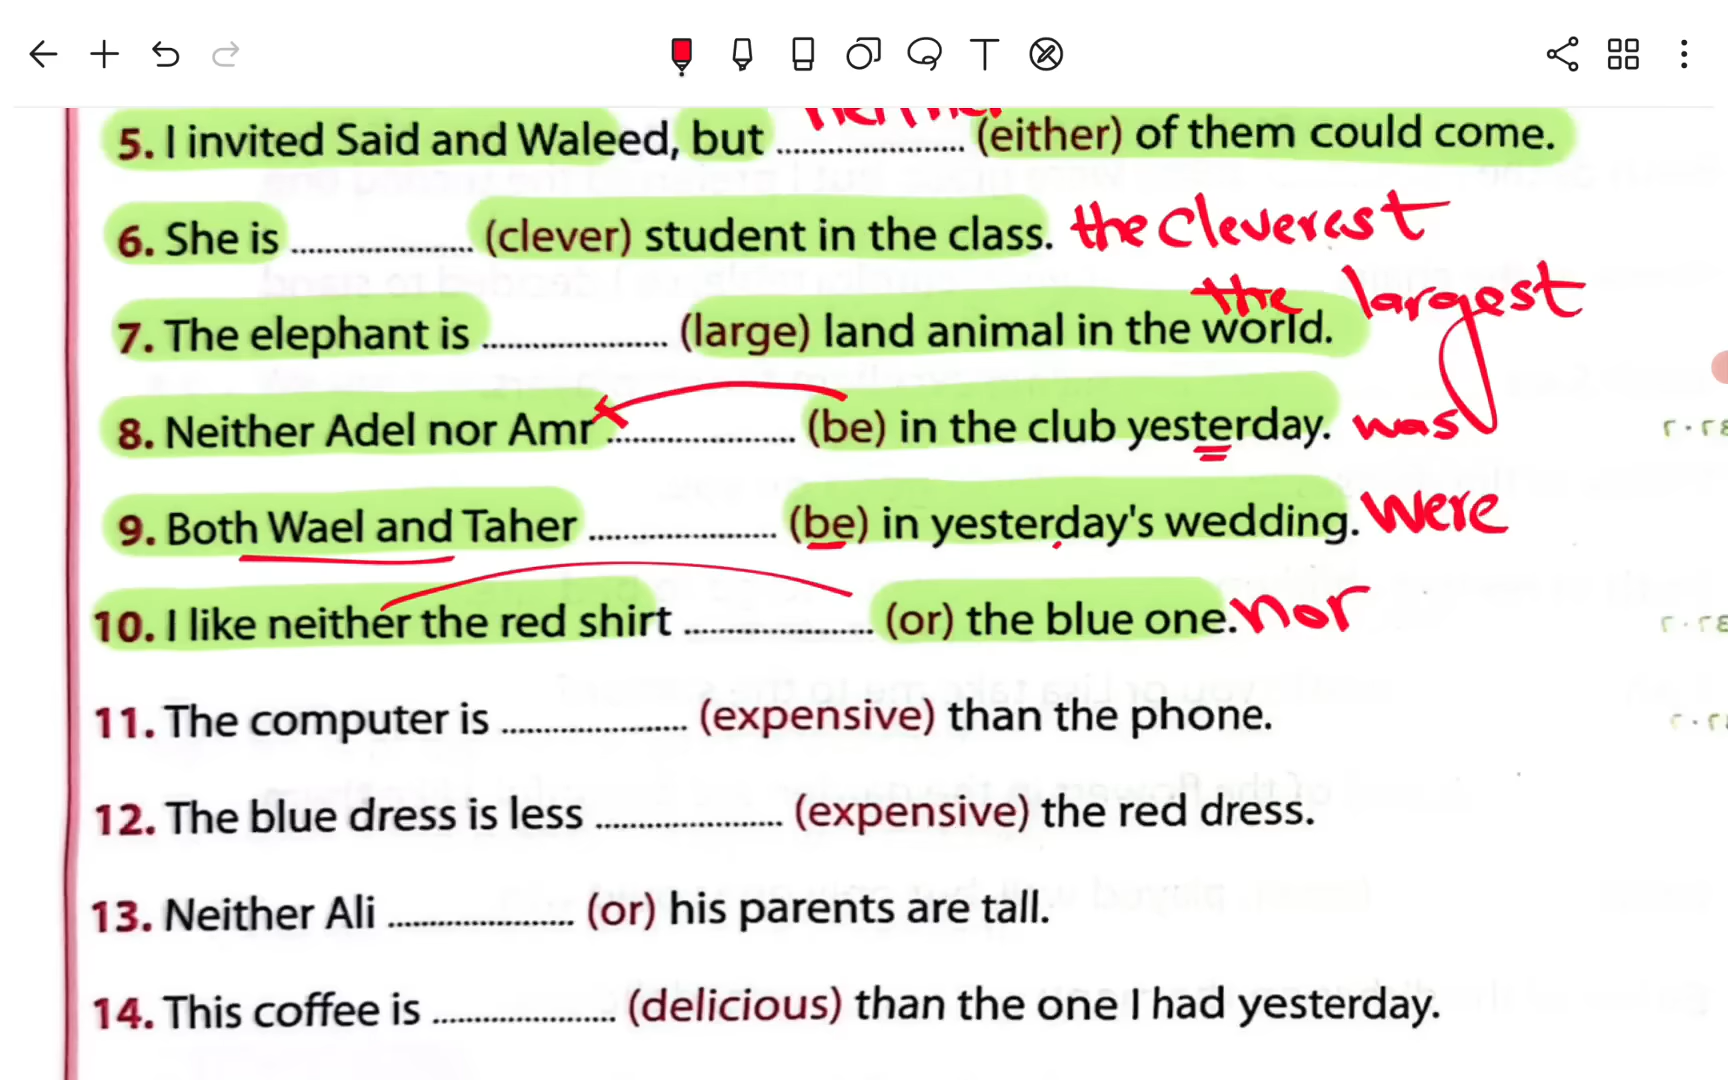 neither
5. I invited Said and Waleed, but ..................... (either) of them could come.
6. She is ..................... (clever) student in the class. the cleverest
the largest
7. The elephant is ..................... (large) land animal in the world.
8. Neither Adel nor Amr ..................... (be) in the club yesterday. was
9. Both Wael and Taher ..................... (be) in yesterday's wedding. were
10. I like neither the red shirt ..................... (or) the blue one. nor
11. The computer is ..................... (expensive) than the phone.
12. The blue dress is less ..................... (expensive) the red dress.
13. Neither Ali ..................... (or) his parents are tall.
14. This coffee is ..................... (delicious) than the one I had yesterday.